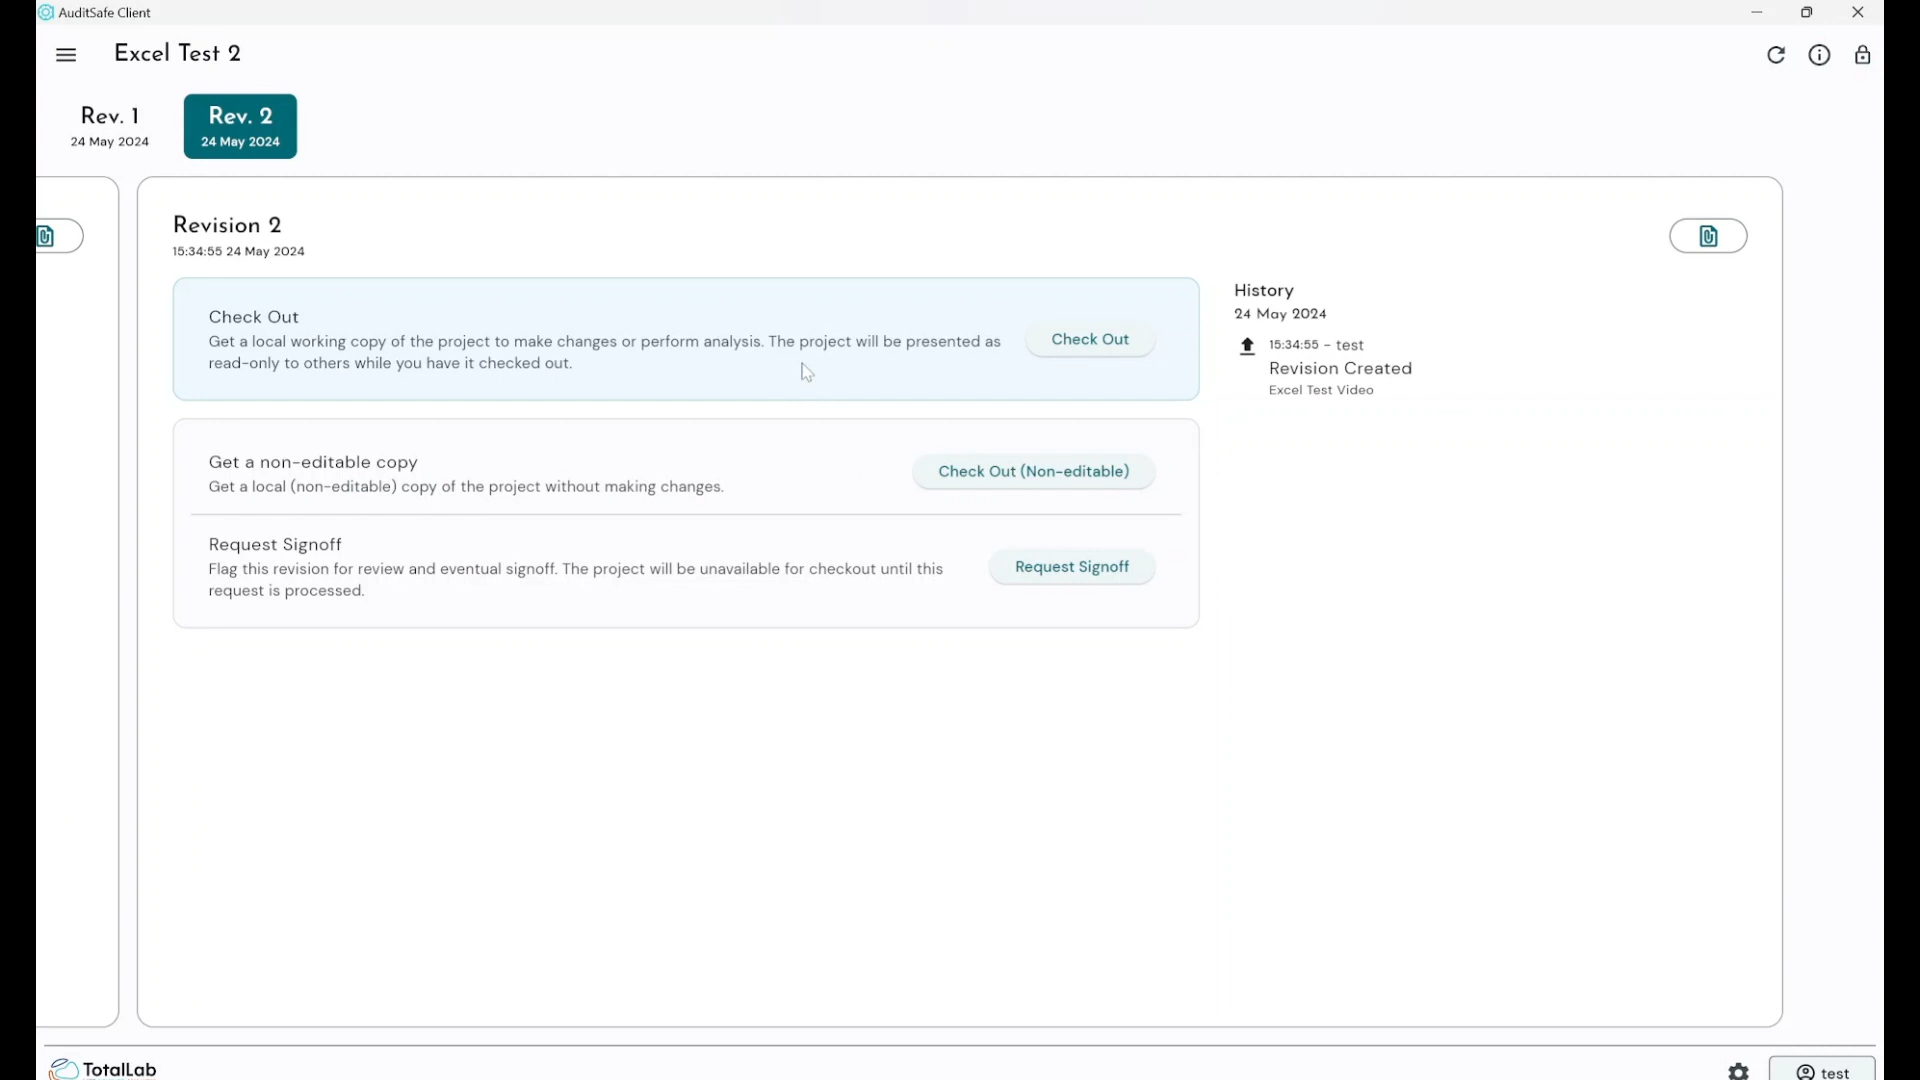 AuditSafe Client
Excel Test 2
Rev. 1
24 May 2024
Rev. 2
24 May 2024
Revision 2
15:34:55 24 May 2024
Check Out
Get a local working copy of the project to make changes or perform analysis. The project will be presented as
read-only to others while you have it checked out.
Check Out
Get a non-editable copy
Get a local (non-editable) copy of the project without making changes.
Check Out (Non-editable)
Request Signoff
Flag this revision for review and eventual signoff. The project will be unavailable for checkout until this
request is processed.
Request Signoff
History
24 May 2024
15:34:55 - test
Revision Created
Excel Test Video
TotalLab
test